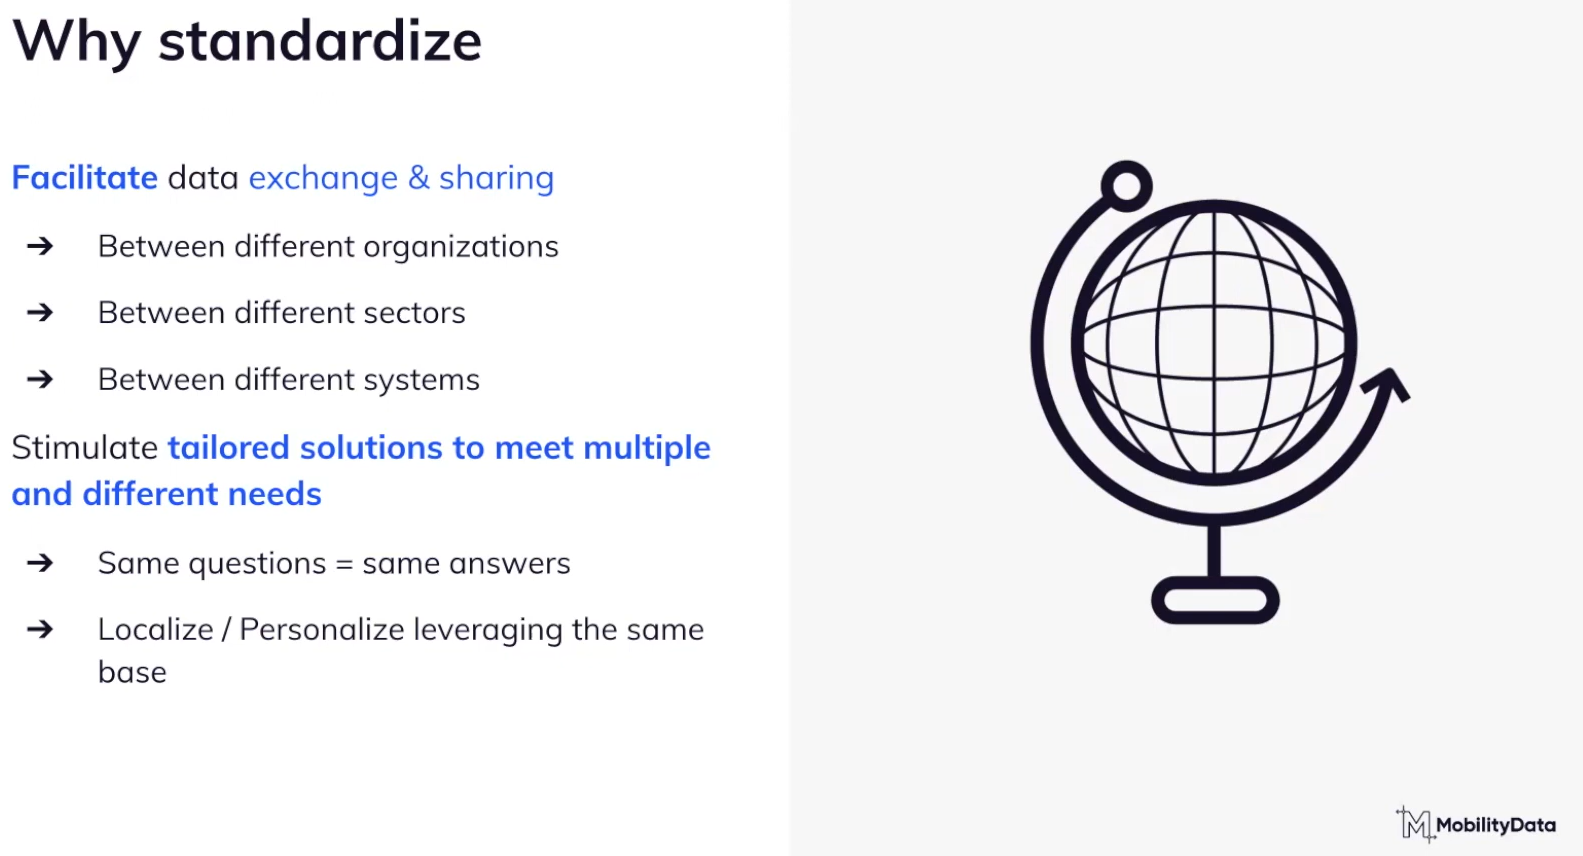 Why standardize
Facilitate data exchange & sharing
➔ Between different organizations
➔ Between different sectors
➔ Between different systems
Stimulate tailored solutions to meet multiple
and different needs
➔ Same questions = same answers
➔ Localize / Personalize leveraging the same
base
MobilityData